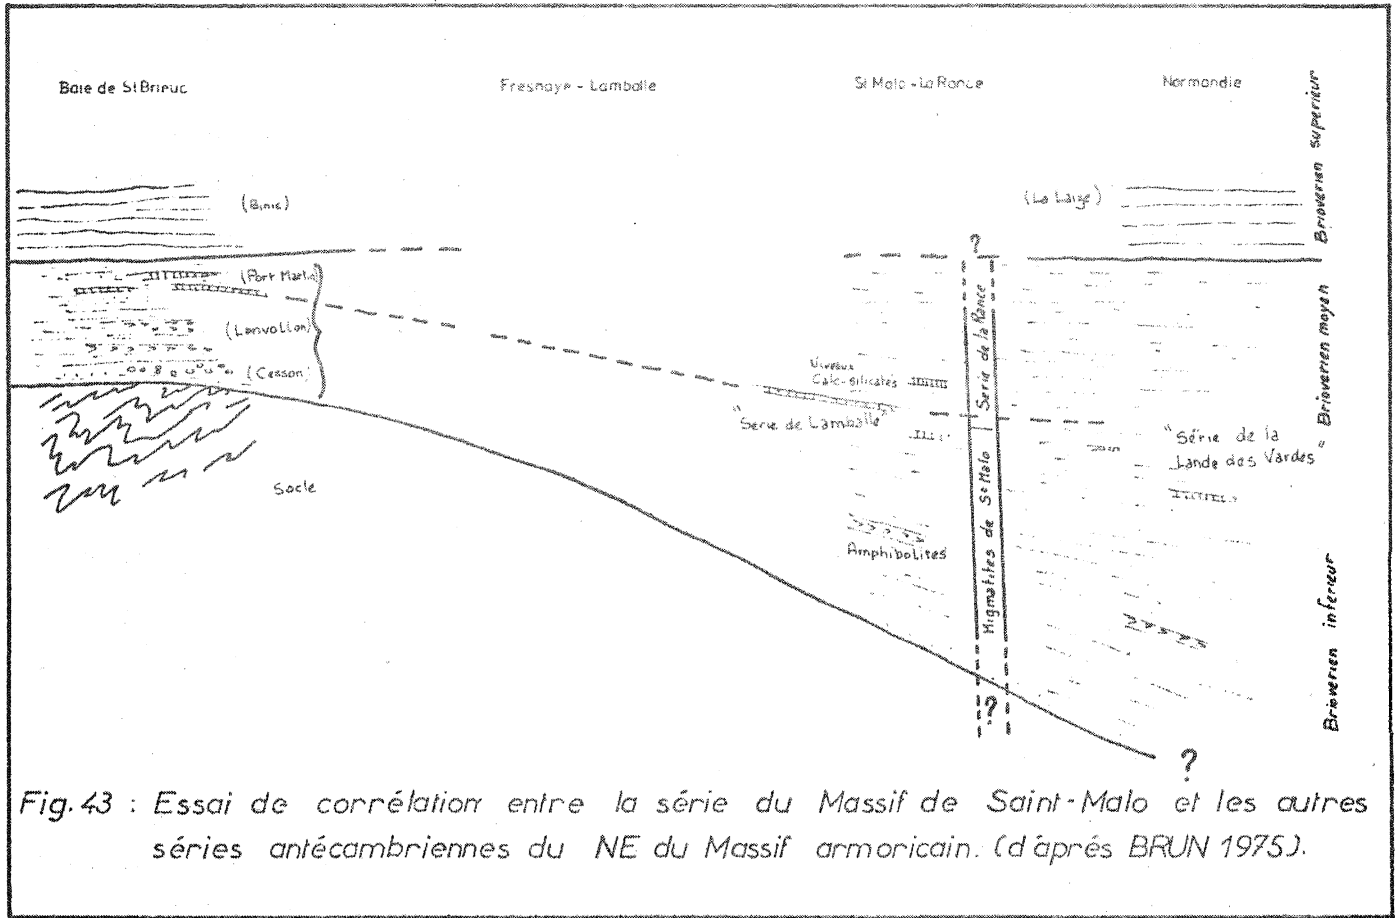 Baie de St Brieuc
Fresnaye - Lamballe
St Malo - La Rance
Normandie
Briovérien supérieur
(Binic)
(La Laize)
?
(Port Martin)
(Lanvollon)
(Cesson)
Briovérien moyen
Série de la Rance
Niveaux
Calc-silicatés
"Série de Lamballe"
"Série de la
Lande des Vardes"
Socle
Migmatites de St Malo
Amphibolites
Briovérien inférieur
?
?
Fig. 43 : Essai de corrélation entre la série du Massif de Saint-Malo et les autres
séries antécambriennes du NE du Massif armoricain. (d'après BRUN 1975).